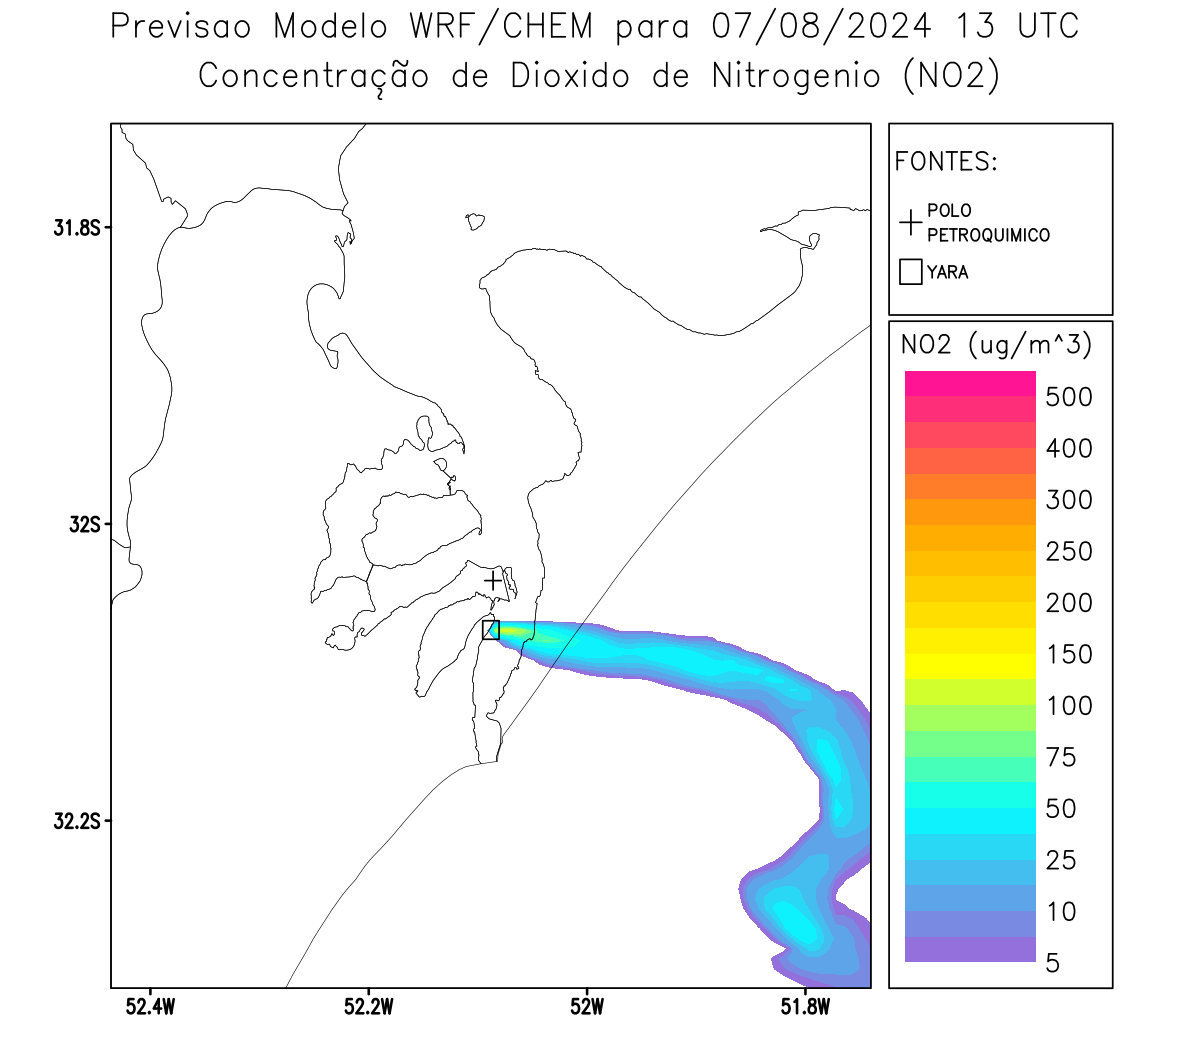 Previsao Modelo WRF/CHEM para 07/08/2024 13 UTC
Concentração de Dioxido de Nitrogenio (NO2)
FONTES:
POLO
PETROQUIMICO
YARA
NO2 (ug/m^3)
500
400
300
250
200
150
100
75
50
25
10
5
31.8S
32S
32.2S
52.4W
52.2W
52W
51.8W